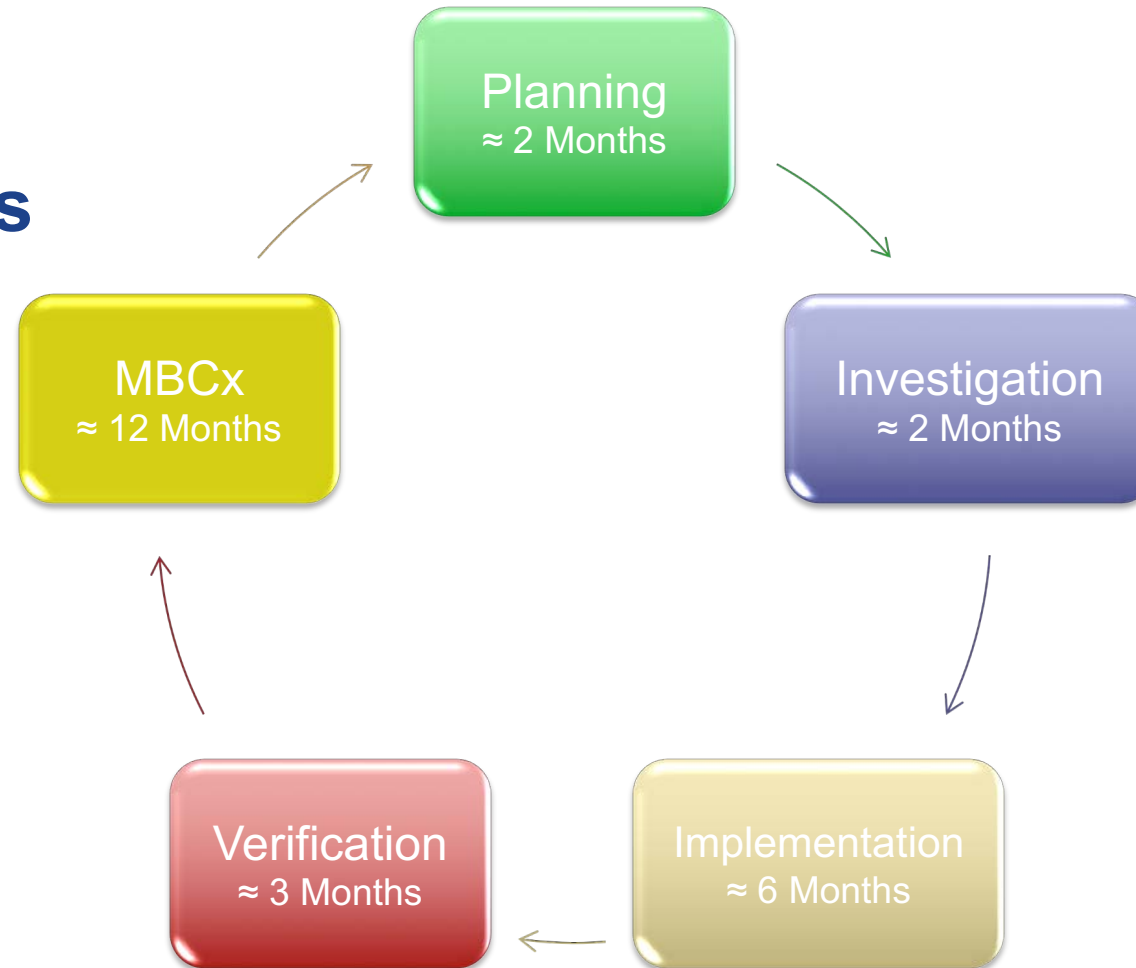 Planning
≈ 2 Months
s
MBCx
≈ 12 Months
Investigation
≈ 2 Months
Verification
≈ 3 Months
Implementation
≈ 6 Months